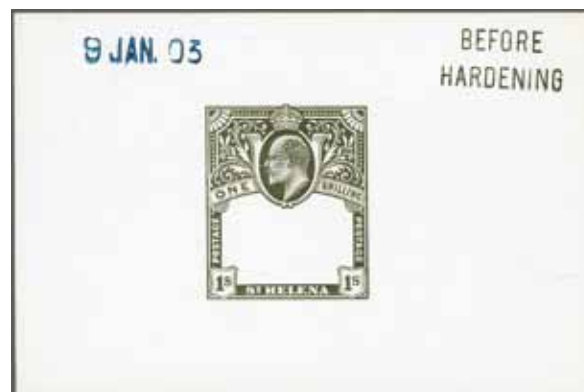 9 JAN. 03
BEFORE
HARDENING
ONE SHILLING
POSTAGE POSTAGE
1S ST HELENA 1S